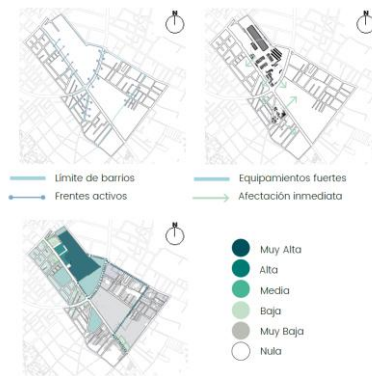 N
N
Límite de barrios
Equipamientos fuertes
Frentes activos
Afectación inmediata
N
Muy Alta
Alta
Media
Baja
Muy Baja
Nula